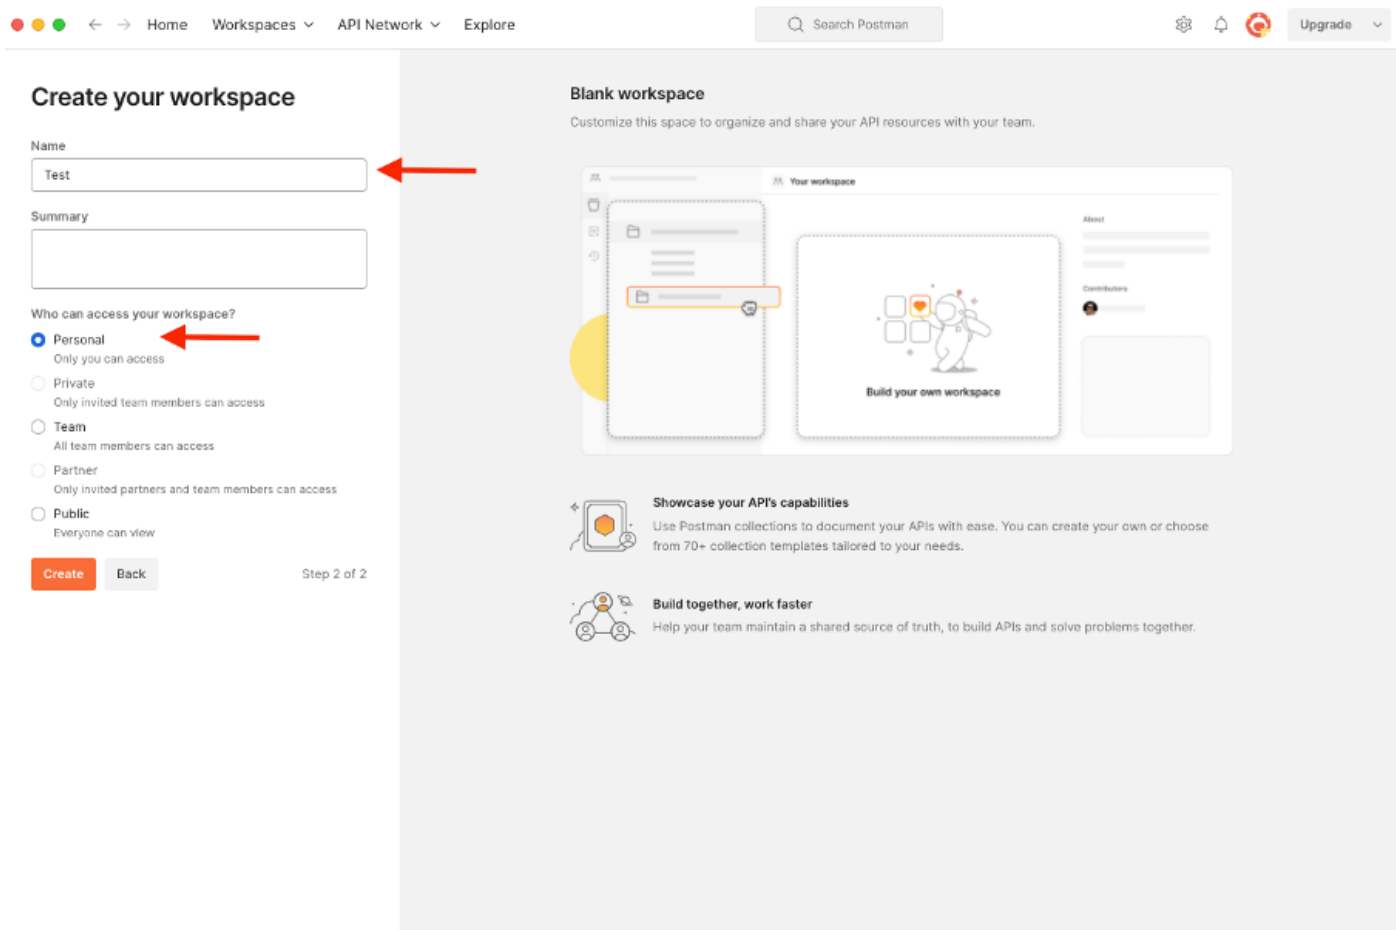 Home Workspaces API Network Explore Search Postman Upgrade
Create your workspace
Name
Test
Summary
Who can access your workspace?
Personal
Only you can access
Private
Only invited team members can access
Team
All team members can access
Partner
Only invited partners and team members can access
Public
Everyone can view
Create Back Step 2 of 2
Blank workspace
Customize this space to organize and share your API resources with your team.
Your workspace
About
Contributors
Build your own workspace
Showcase your API's capabilities
Use Postman collections to document your APIs with ease. You can create your own or choose
from 70+ collection templates tailored to your needs.
Build together, work faster
Help your team maintain a shared source of truth, to build APIs and solve problems together.